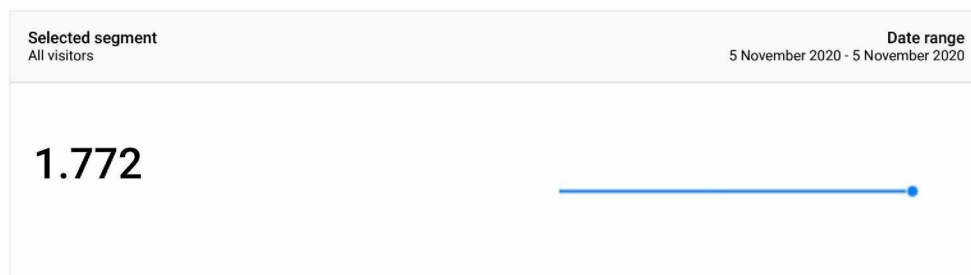 Selected segment
All visitors
Date range
5 November 2020 - 5 November 2020
1.772